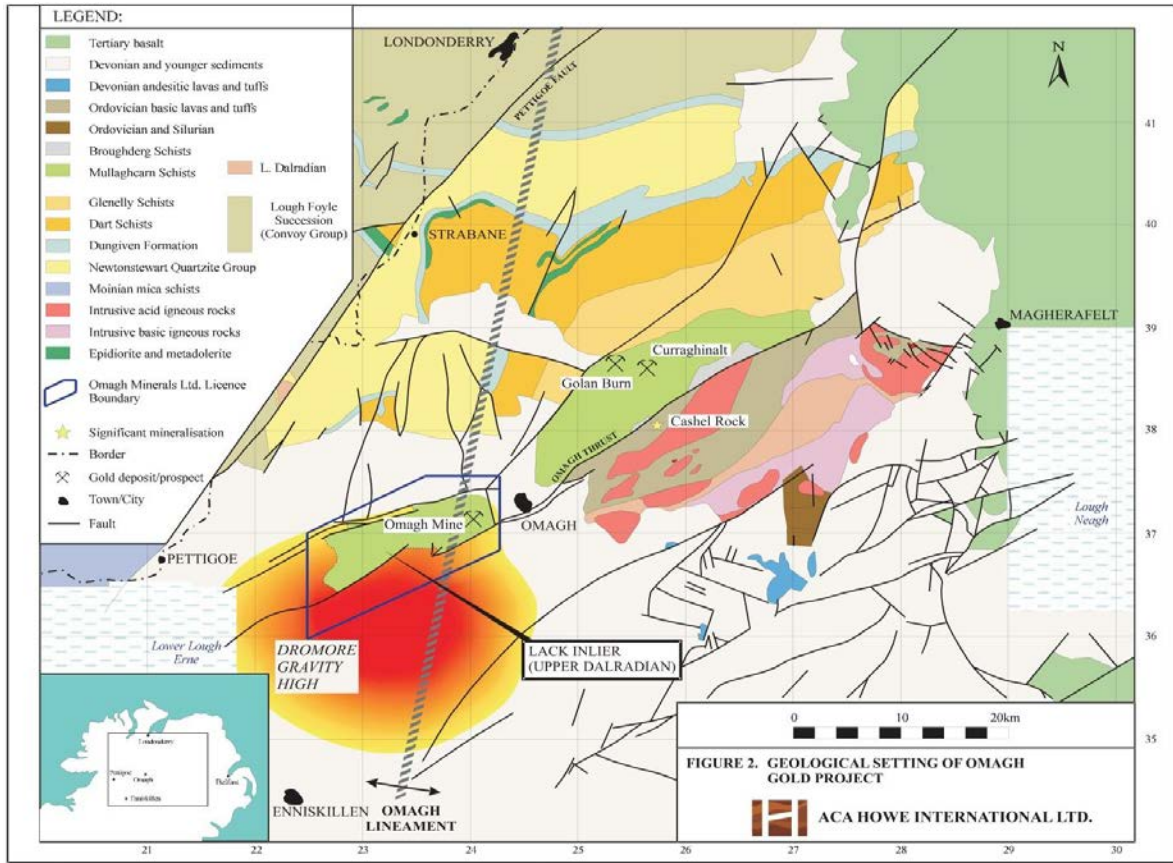 LEGEND:
Tertiary basalt
Devonian and younger sediments
Devonian andesitic lavas and tuffs
Ordovician basic lavas and tuffs
Ordovician and Silurian
Broughderg Schists
Mullaghcarn Schists
Glenelly Schists
Dart Schists
Dungiven Formation
Newtonstewart Quartzite Group
Moinian mica schists
Intrusive acid igneous rocks
Intrusive basic igneous rocks
Epidiorite and metadolerite
L. Dalradian
Lough Foyle
Succession
(Convoy Group)
Omagh Minerals Ltd. Licence
Boundary
Significant mineralisation
Border
Gold deposit/prospect
Town/City
Fault
LONDONDERRY
PETTIGOE FAULT
N
STRABANE
MAGHERAFELT
Curraghinalt
Golan Burn
Cashel Rock
OMAGH THRUST
OMAGH
Omagh Mine
PETTIGOE
Lough
Neagh
Lower Lough
Erne
DROMORE
GRAVITY
HIGH
LACK INLIER
(UPPER DALRADIAN)
ENNISKILLEN
OMAGH
LINEAMENT
41
40
39
38
37
36
35
21
22
23
24
25
26
27
28
29
30
Londonderry
Pettigoe
Omagh
Enniskillen
0 10 20km
FIGURE 2. GEOLOGICAL SETTING OF OMAGH
GOLD PROJECT
ACA HOWE INTERNATIONAL LTD.